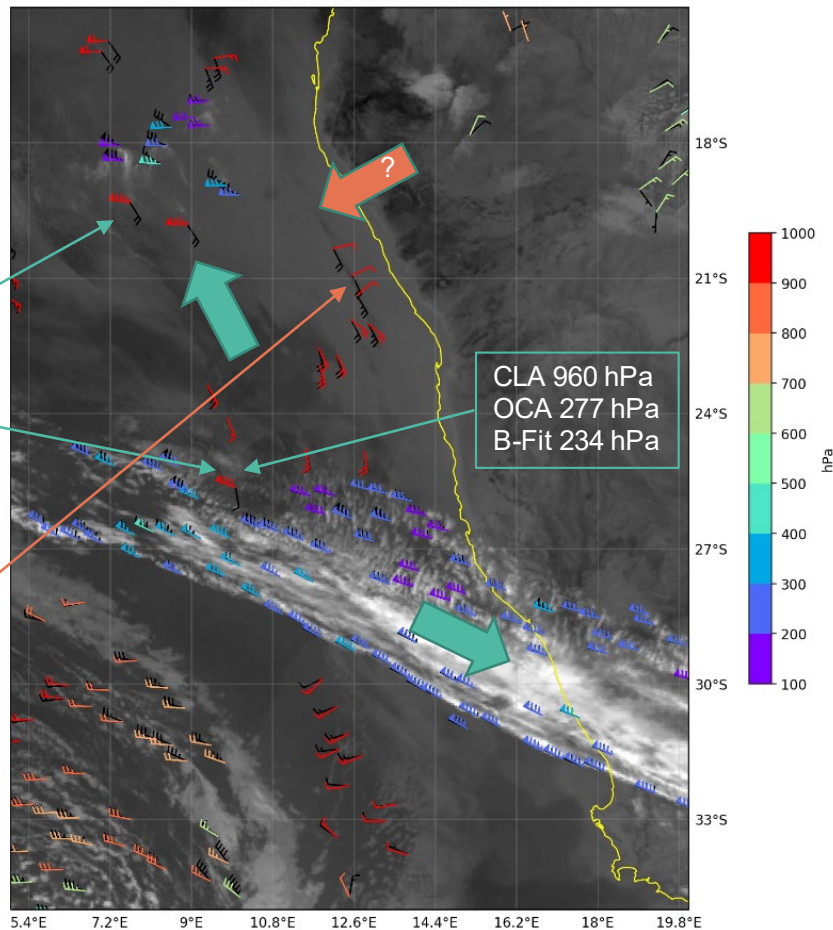 ?
18°S
21°S
24°S
27°S
30°S
33°S
CLA 960 hPa
OCA 277 hPa
B-Fit 234 hPa
1000
900
800
700
600
500
400
300
200
100
hPa
5.4°E 7.2°E 9°E 10.8°E 12.6°E 14.4°E 16.2°E 18°E 19.8°E